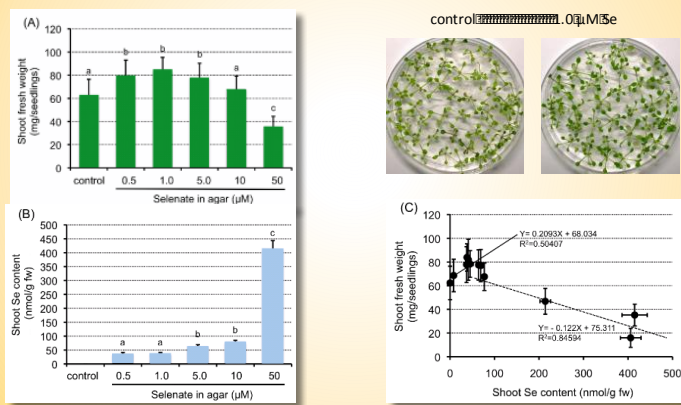 (A)
120
100
80
60
40
20
0
Shoot fresh weight
(mg/seedlings)
a
b
b
b
a
c
control
0.5
1.0
5.0
10
50
Selenate in agar (μM)
(B)
500
450
400
350
300
250
200
150
100
50
0
Shoot Se content
(nmol/g fw)
a
a
b
b
c
control
0.5
1.0
5.0
10
50
Selenate in agar (μM)
control
1.0
μM
Se
(C)
120
100
80
60
40
20
0
Shoot fresh weight
(mg/seedlings)
Y= 0.2093X + 68.034
R²=0.50407
Y= - 0.122X + 75.311
R²=0.84594
0
100
200
300
400
500
Shoot Se content (nmol/g fw)